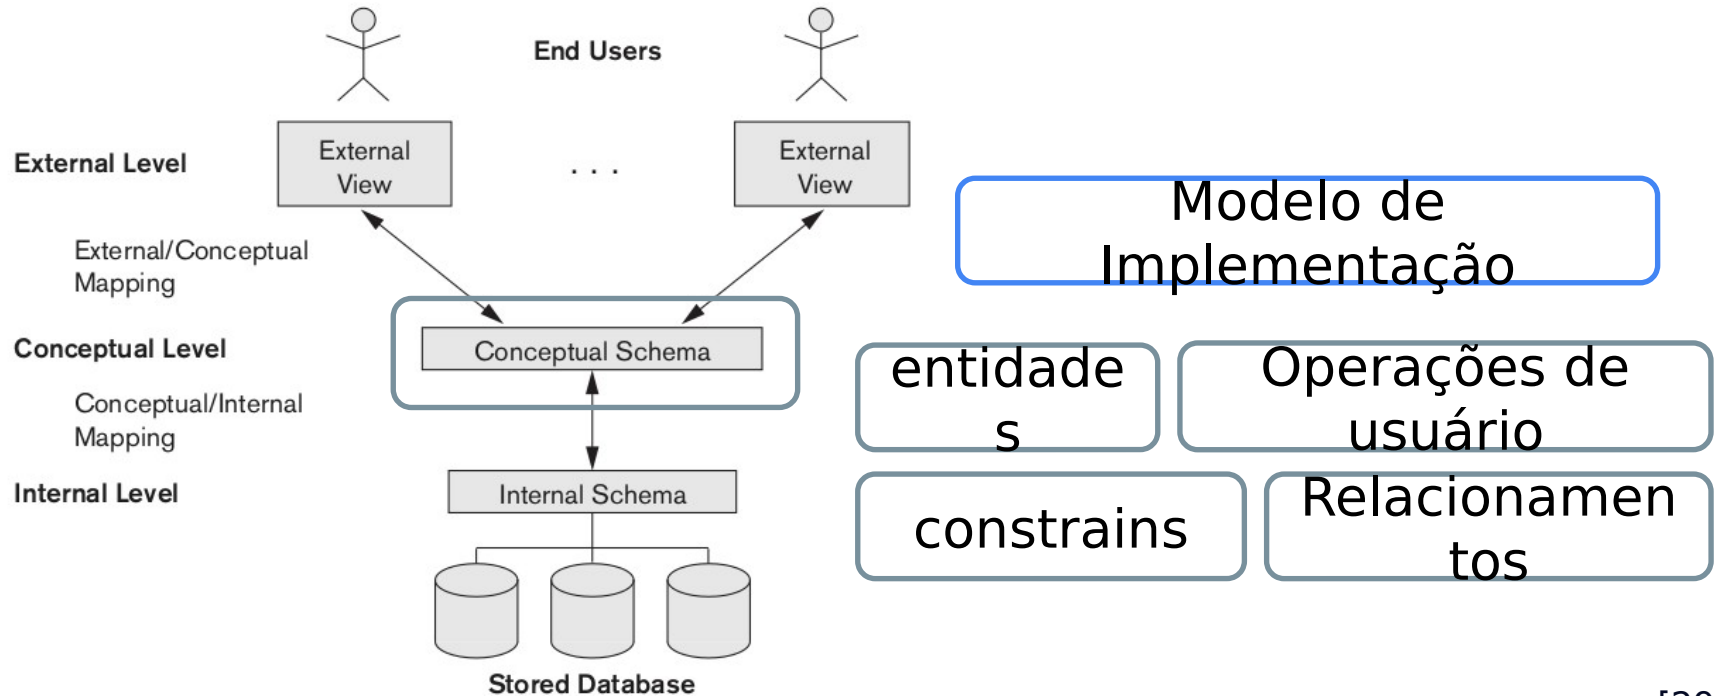 End Users
External
View
. . .
External
View
External Level
External/Conceptual
Mapping
Conceptual Schema
Conceptual Level
Conceptual/Internal
Mapping
Internal Schema
Internal Level
Stored Database
Modelo de
Implementação
entidade
s
Operações de
usuário
constrains
Relacionamen
tos